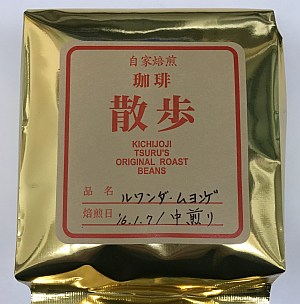 自家焙煎
珈琲
散歩
KICHIJOJI
TSURU'S
ORIGINAL ROAST
BEANS
品名 ルワンダームヨンゲ
焙煎日 '16.1.7/中煎り